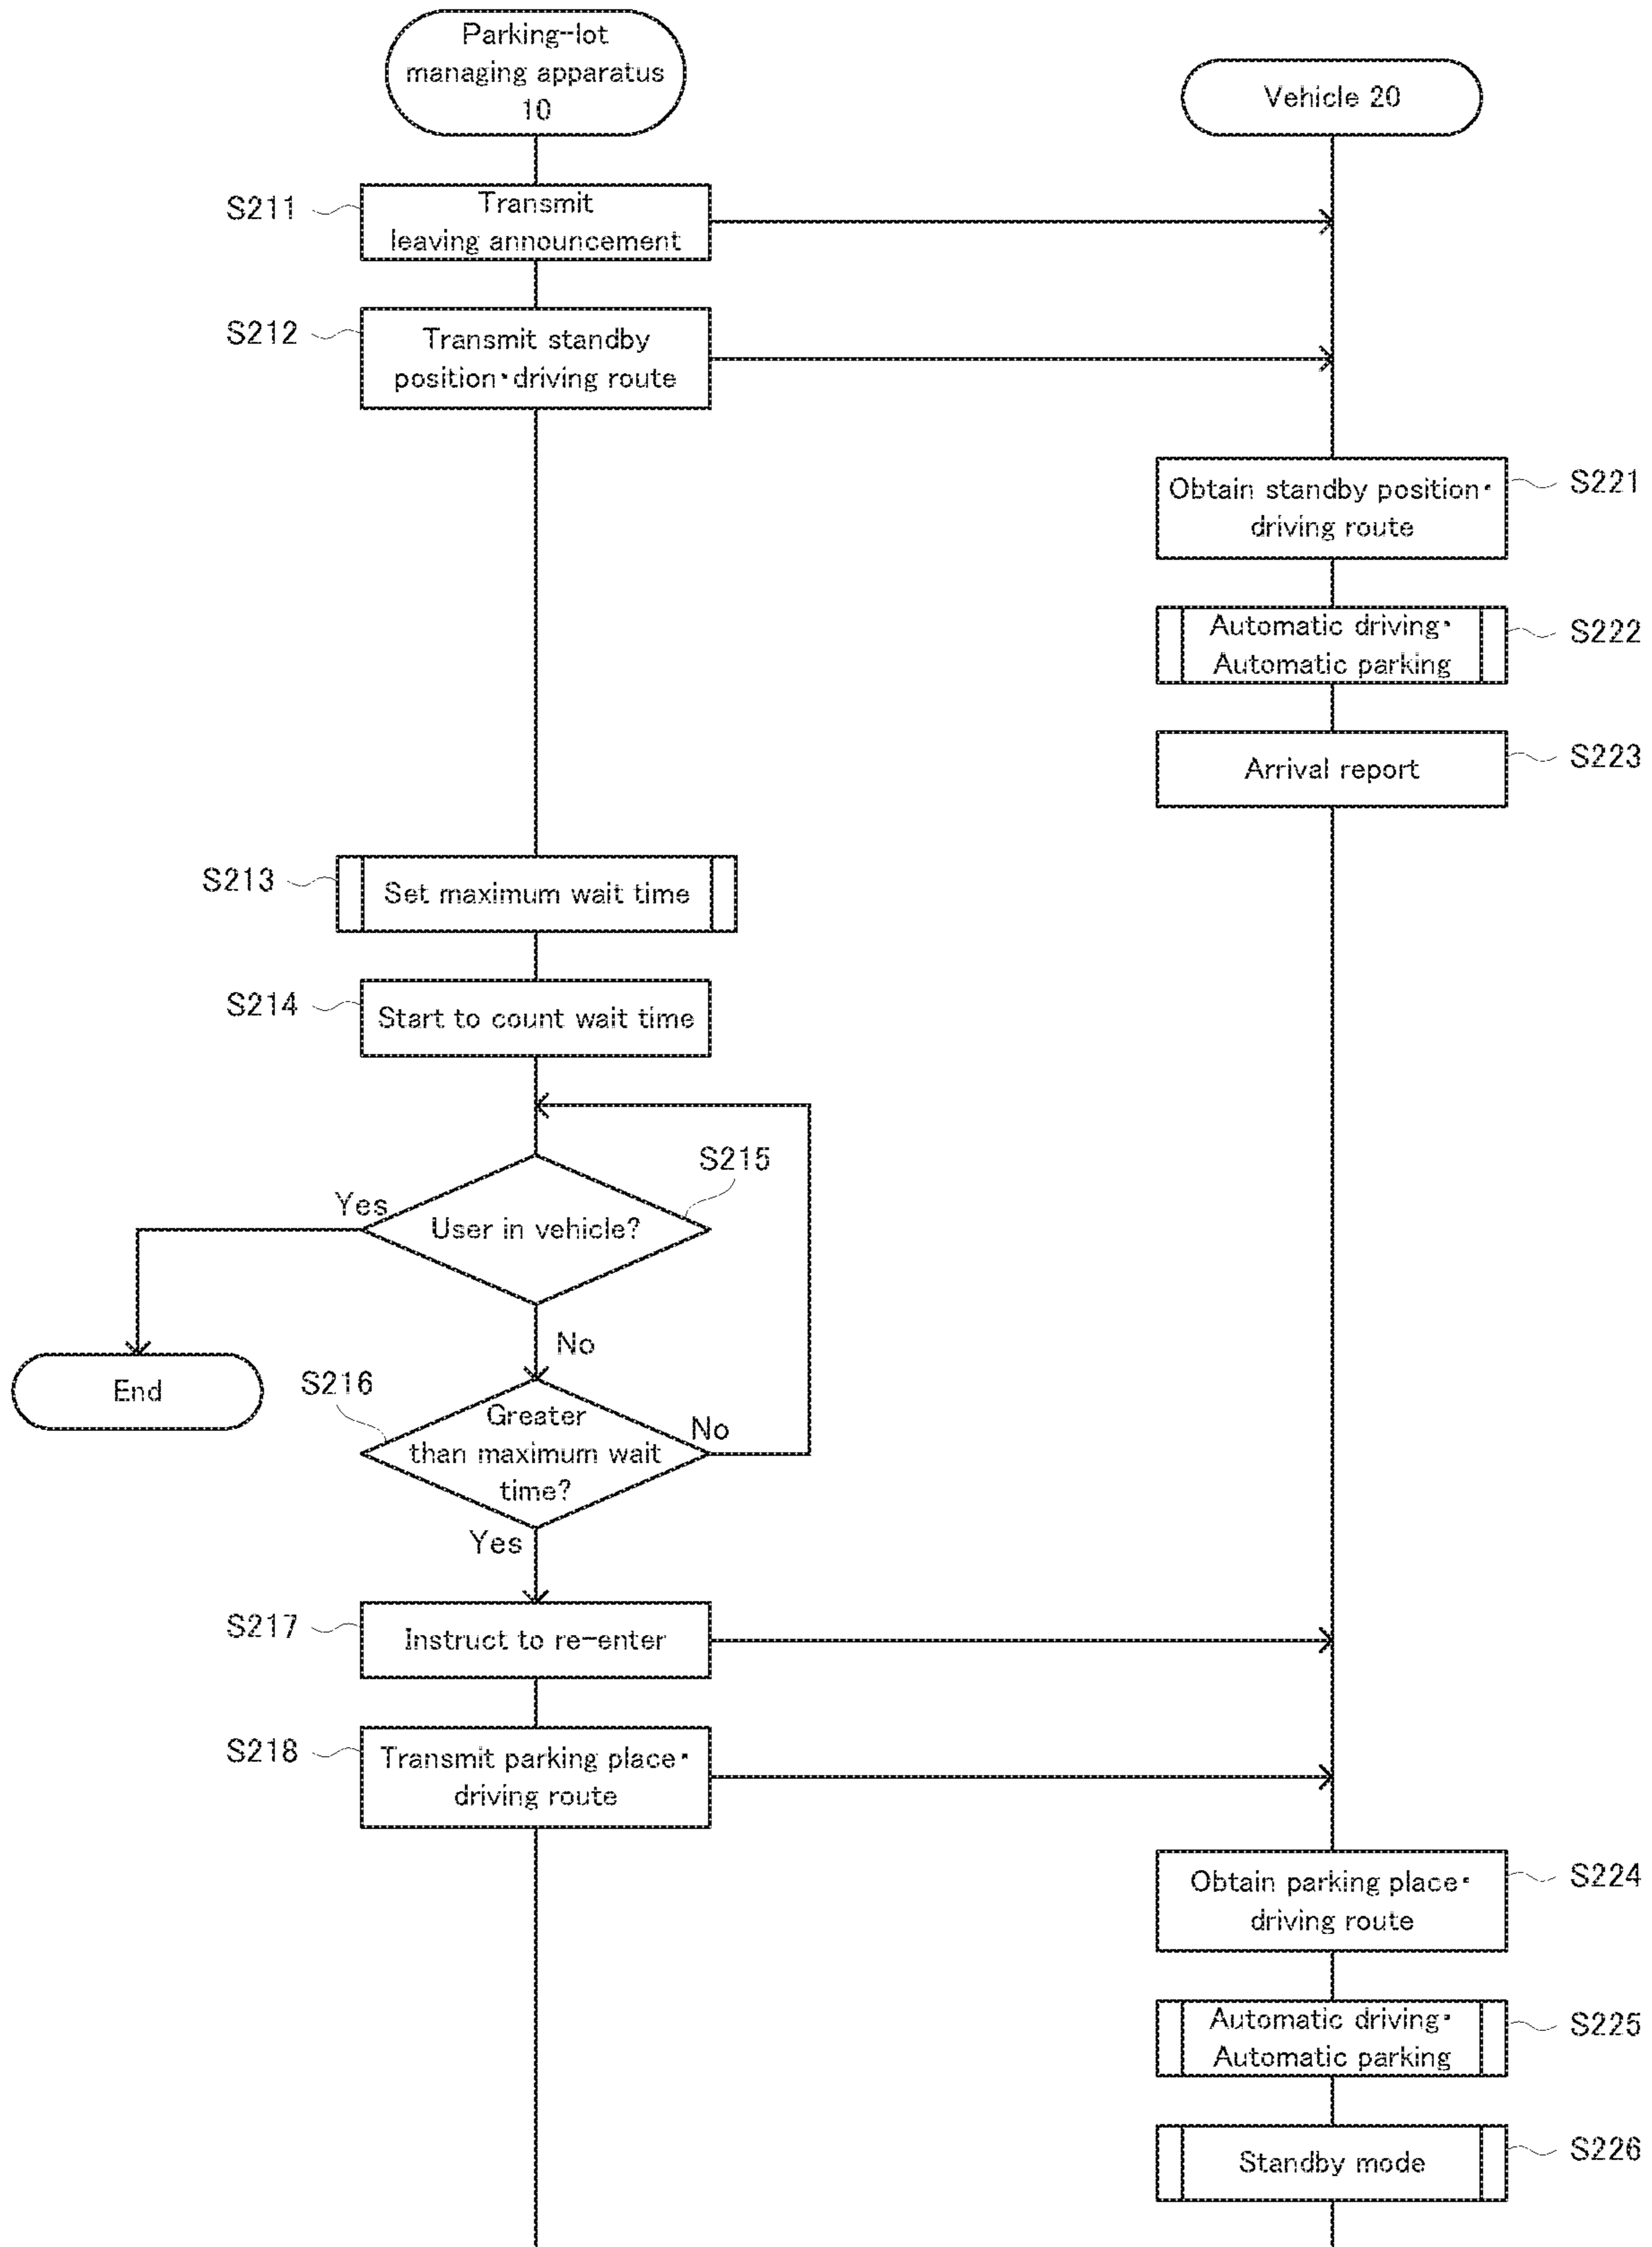 Parking-lot
managing apparatus
10
Vehicle 20
S211
Transmit
leaving announcement
S212
Transmit standby
position・driving route
Obtain standby position・
driving route
S221
Automatic driving・
Automatic parking
S222
Arrival report
S223
S213
Set maximum wait time
S214
Start to count wait time
S215
Yes
User in vehicle?
No
End
S216
Greater
than maximum wait
time?
No
Yes
S217
Instruct to re-enter
S218
Transmit parking place・
driving route
Obtain parking place・
driving route
S224
Automatic driving・
Automatic parking
S225
Standby mode
S226